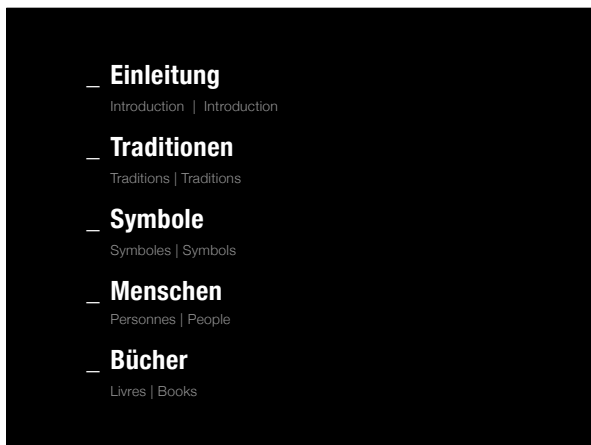 _ Einleitung
Introduction | Introduction
_ Traditionen
Traditions | Traditions
_ Symbole
Symboles | Symbols
_ Menschen
Personnes | People
_ Bücher
Livres | Books